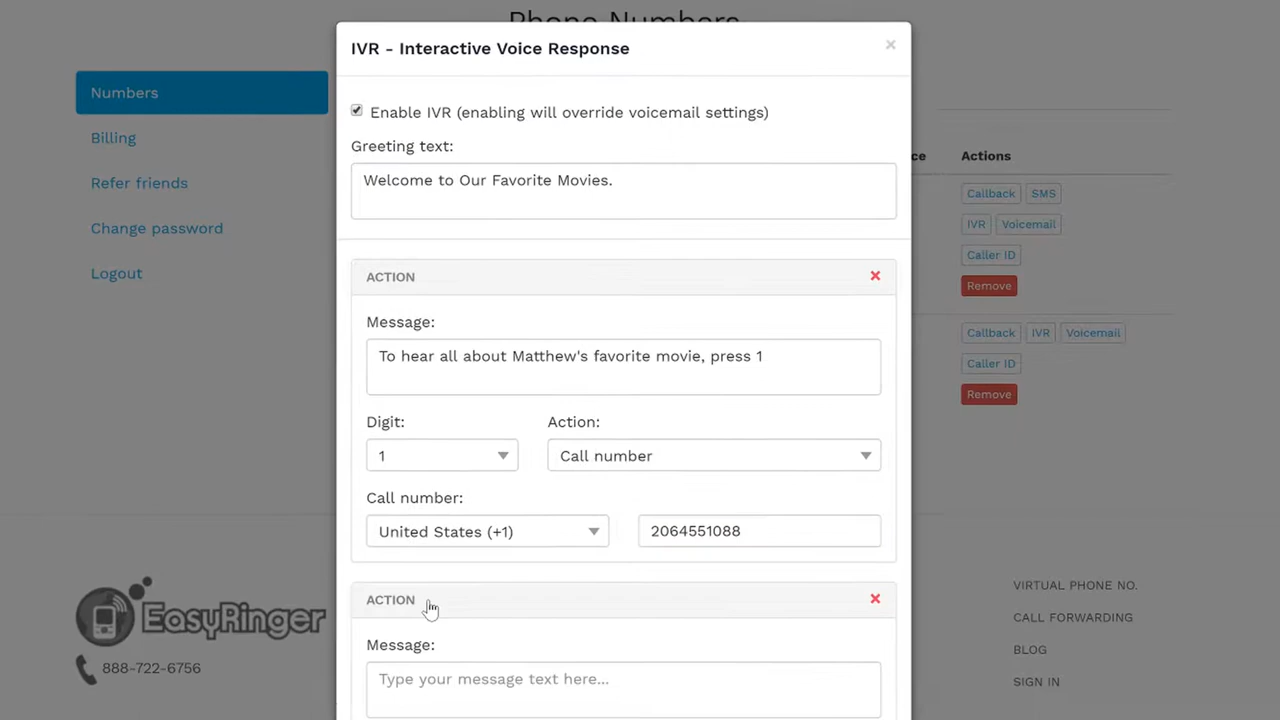 Phone Numbers
IVR - Interactive Voice Response
×
Numbers
Billing
Refer friends
Change password
Logout
Enable IVR (enabling will override voicemail settings)
Greeting text:
Welcome to Our Favorite Movies.
ACTION
Message:
To hear all about Matthew's favorite movie, press 1
Digit:
Action:
1
Call number
Call number:
United States (+1)
2064551088
ACTION
Message:
Type your message text here...
ce
Actions
Callback SMS
IVR Voicemail
Caller ID
Remove
Callback IVR Voicemail
Caller ID
Remove
EasyRinger
888-722-6756
VIRTUAL PHONE NO.
CALL FORWARDING
BLOG
SIGN IN